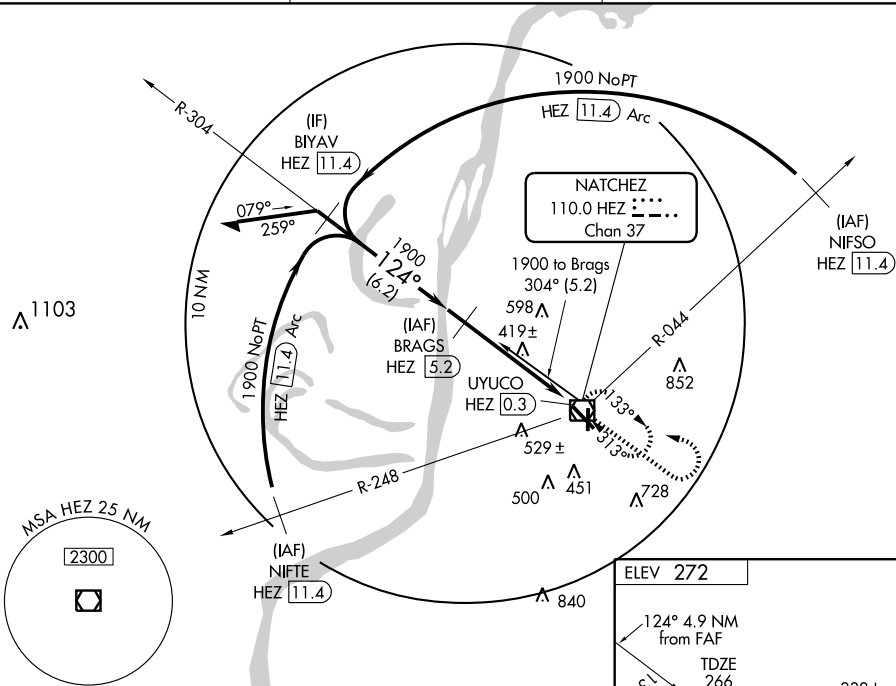 1900 NoPT
HEZ 11.4 Arc
R-304
(IF)
BIYAV
HEZ 11.4
NATCHEZ
110.0 HEZ
Chan 37
079°
259°
(IAF)
NIFSO
HEZ 11.4
1900
124°
(6.2)
1900 to Brags
304° (5.2)
10 NM
1103
598
419±
(IAF)
BRAGS
HEZ 5.2
R-044
1900 NoPT
HEZ 11.4 Arc
UYUCO
HEZ 0.3
852
133°
313°
529 ±
R-248
500
451
728
MSA HEZ 25 NM
2300
(IAF)
NIFTE
HEZ 11.4
840
ELEV 272
124° 4.9 NM
from FAF
TDZE
266